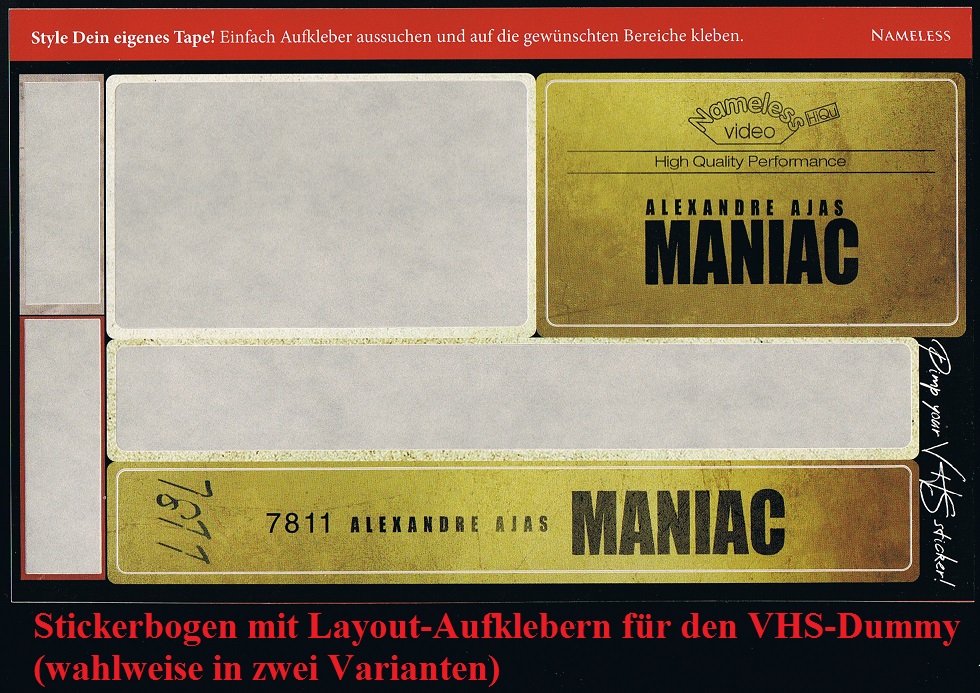 Style Dein eigenes Tape! Einfach Aufkleber aussuchen und auf die gewünschten Bereiche kleben.
NAMELESS
Nameless HiQu
video
High Quality Performance
ALEXANDRE AJAS
MANIAC
Pimp your VHS sticker!
7811
7811 ALEXANDRE AJAS MANIAC
Stickerbogen mit Layout-Aufklebern für den VHS-Dummy
(wahlweise in zwei Varianten)